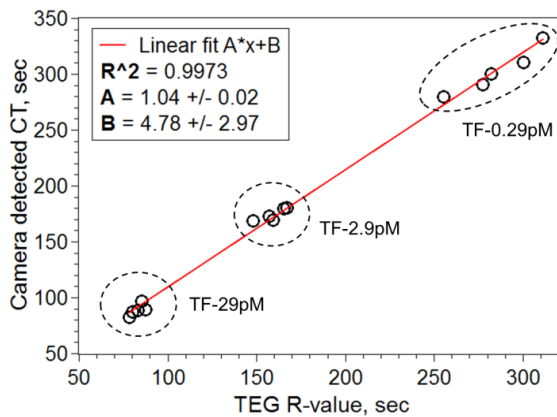 350
300
250
200
150
100
50
Camera detected CT, sec
Linear fit A*x+B
R^2 = 0.9973
A = 1.04 +/- 0.02
B = 4.78 +/- 2.97
TF-0.29pM
TF-2.9pM
TF-29pM
50 100 150 200 250 300
TEG R-value, sec